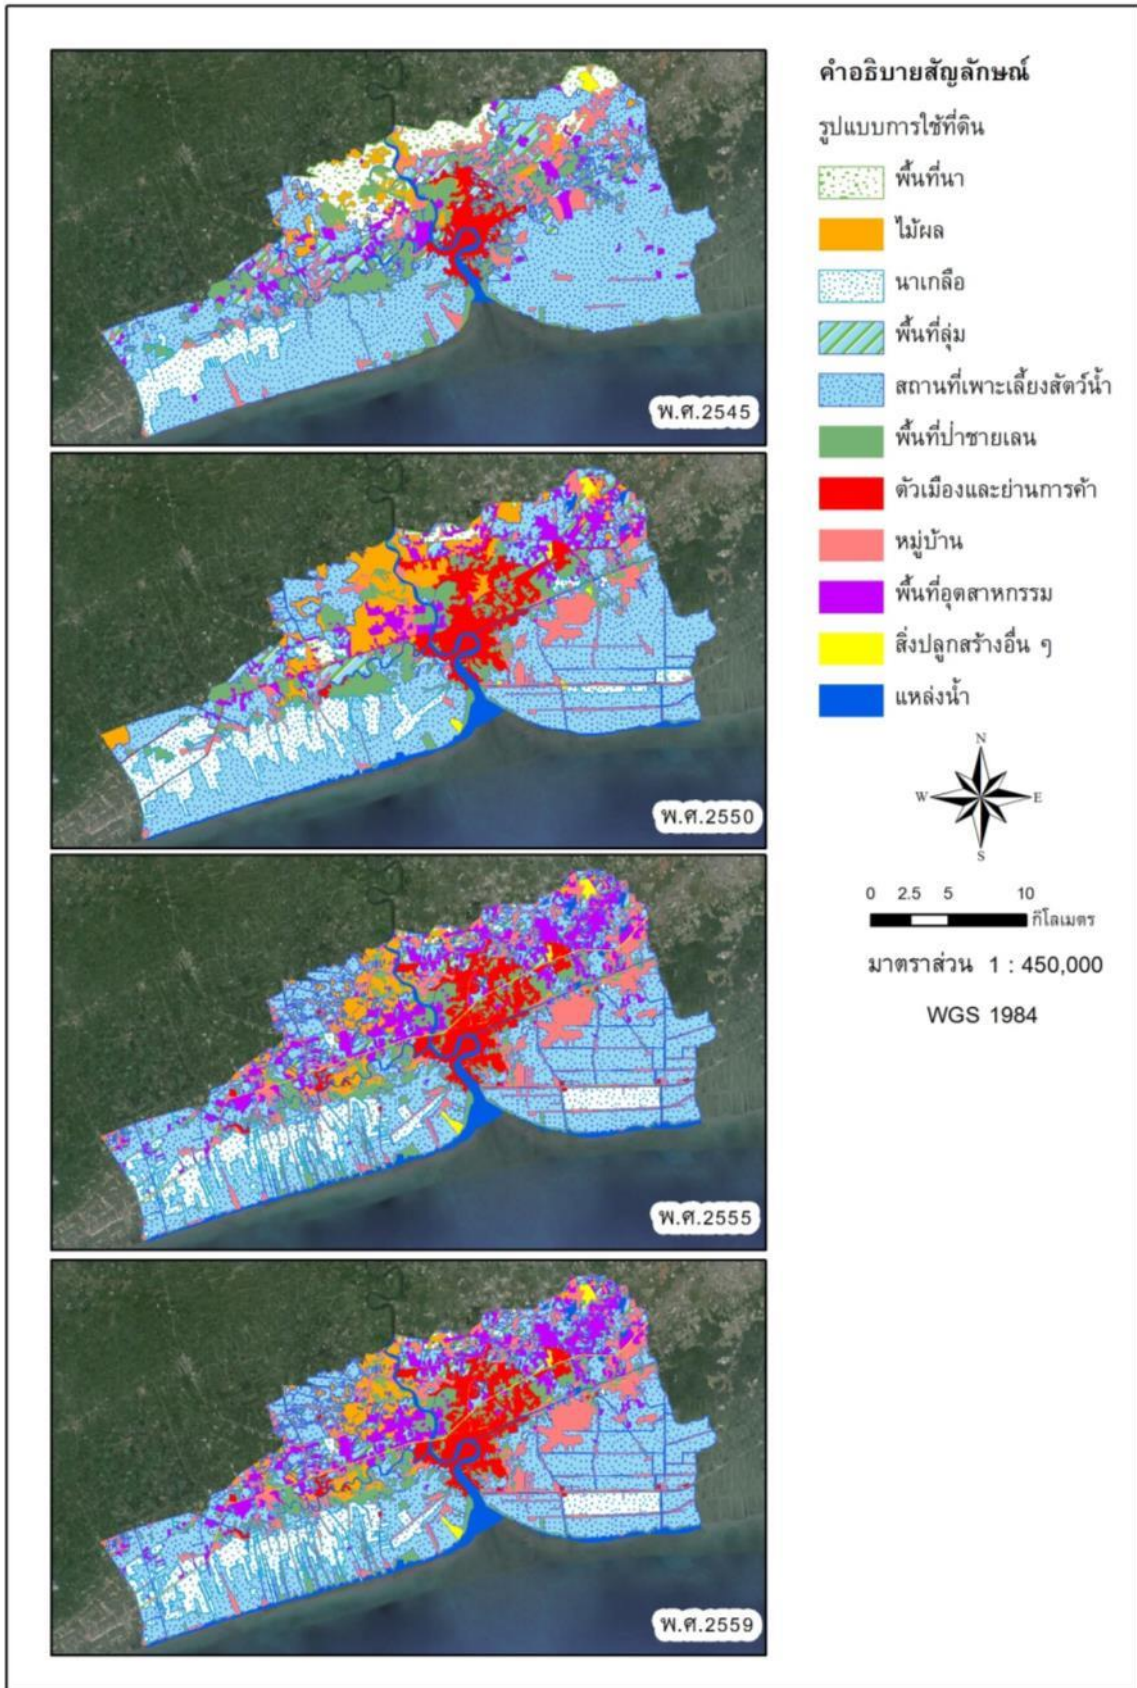 คำอธิบายสัญลักษณ์
รูปแบบการใช้ที่ดิน
พื้นที่นา
ไม้ผล
นาเกลือ
พื้นที่ลุ่ม
สถานที่เพาะเลี้ยงสัตว์น้ำ
พื้นที่ป่าชายเลน
ตัวเมืองและย่านการค้า
หมู่บ้าน
พื้นที่อุตสาหกรรม
สิ่งปลูกสร้างอื่น ๆ
แหล่งน้ำ
N
W E
S
0 2.5 5 10
กิโลเมตร
มาตราส่วน 1 : 450,000
WGS 1984
พ.ศ.2545
พ.ศ.2550
พ.ศ.2555
พ.ศ.2559